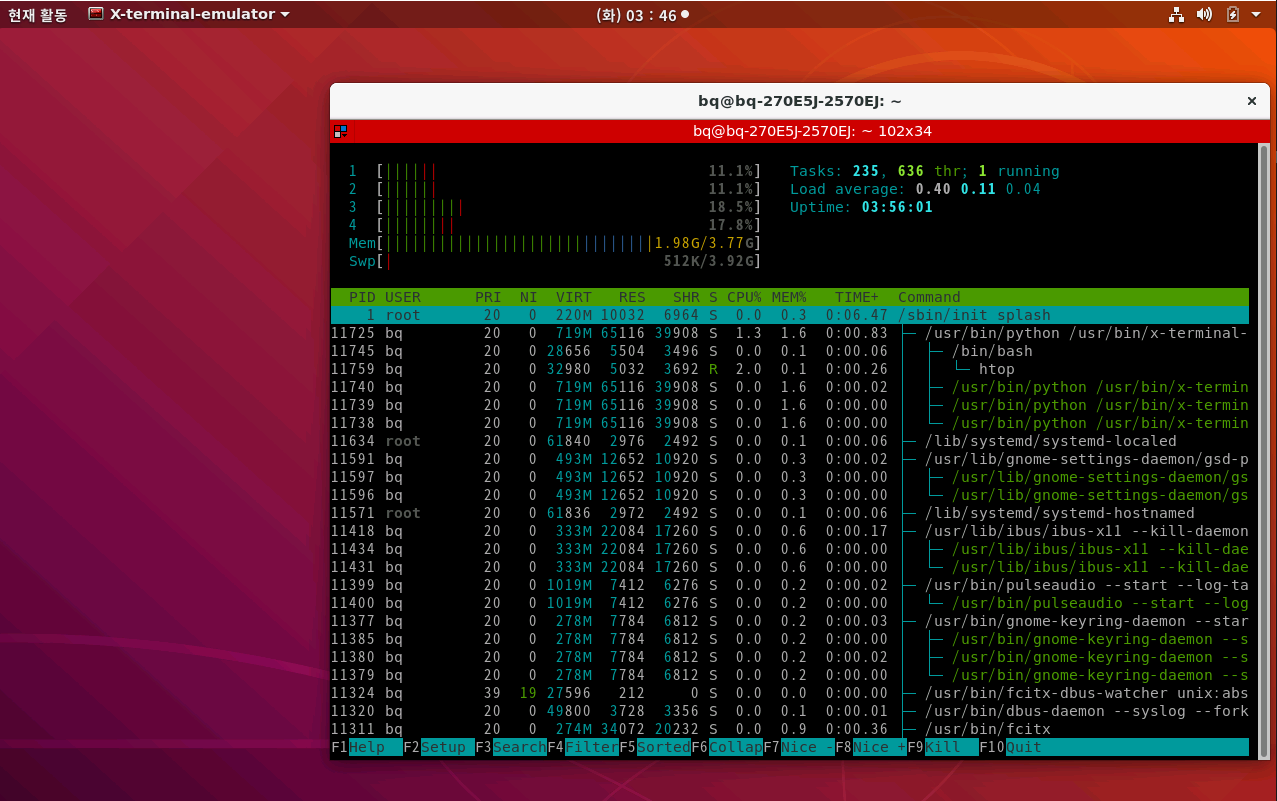 현재 활동 X-terminal-emulator (화) 03 : 46
bq@bq-270E5J-2570EJ: ~ ×
bq@bq-270E5J-2570EJ: ~ 102x34
1 [|||||| 11.1%] Tasks: 235, 636 thr; 1 running
2 [|||||| 11.1%] Load average: 0.40 0.11 0.04
3 [||||||||| 18.5%] Uptime: 03:56:01
4 [|||||||| 17.8%]
Mem[||||||||||||||||||||||||||||||1.98G/3.77G]
Swp[| 512K/3.92G]
PID USER PRI NI VIRT RES SHR S CPU% MEM% TIME+ Command
1 root 20 0 220M 10032 6964 S 0.0 0.3 0:06.47 /sbin/init splash
11725 bq 20 0 719M 65116 39908 S 1.3 1.6 0:00.83 ├─ /usr/bin/python /usr/bin/x-terminal-
11745 bq 20 0 28656 5504 3496 S 0.0 0.1 0:00.06 │ ├─ /bin/bash
11759 bq 20 0 32980 5032 3692 R 2.0 0.1 0:00.26 │ │ └─ htop
11740 bq 20 0 719M 65116 39908 S 0.0 1.6 0:00.02 │ ├─ /usr/bin/python /usr/bin/x-termin
11739 bq 20 0 719M 65116 39908 S 0.0 1.6 0:00.00 │ ├─ /usr/bin/python /usr/bin/x-termin
11738 bq 20 0 719M 65116 39908 S 0.0 1.6 0:00.00 │ └─ /usr/bin/python /usr/bin/x-termin
11634 root 20 0 61840 2976 2492 S 0.0 0.1 0:00.06 ├─ /lib/systemd/systemd-localed
11591 bq 20 0 493M 12652 10920 S 0.0 0.3 0:00.02 ├─ /usr/lib/gnome-settings-daemon/gsd-p
11597 bq 20 0 493M 12652 10920 S 0.0 0.3 0:00.00 │ ├─ /usr/lib/gnome-settings-daemon/gs
11596 bq 20 0 493M 12652 10920 S 0.0 0.3 0:00.00 │ └─ /usr/lib/gnome-settings-daemon/gs
11571 root 20 0 61836 2972 2492 S 0.0 0.1 0:00.06 ├─ /lib/systemd/systemd-hostnamed
11418 bq 20 0 333M 22084 17260 S 0.0 0.6 0:00.17 ├─ /usr/lib/ibus/ibus-x11 --kill-daemon
11434 bq 20 0 333M 22084 17260 S 0.0 0.6 0:00.00 │ ├─ /usr/lib/ibus/ibus-x11 --kill-dae
11431 bq 20 0 333M 22084 17260 S 0.0 0.6 0:00.00 │ └─ /usr/lib/ibus/ibus-x11 --kill-dae
11399 bq 20 0 1019M 7412 6276 S 0.0 0.2 0:00.02 ├─ /usr/bin/pulseaudio --start --log-ta
11400 bq 20 0 1019M 7412 6276 S 0.0 0.2 0:00.00 │ └─ /usr/bin/pulseaudio --start --log
11377 bq 20 0 278M 7784 6812 S 0.0 0.2 0:00.03 ├─ /usr/bin/gnome-keyring-daemon --star
11385 bq 20 0 278M 7784 6812 S 0.0 0.2 0:00.00 │ ├─ /usr/bin/gnome-keyring-daemon --s
11380 bq 20 0 278M 7784 6812 S 0.0 0.2 0:00.02 │ ├─ /usr/bin/gnome-keyring-daemon --s
11379 bq 20 0 278M 7784 6812 S 0.0 0.2 0:00.00 │ └─ /usr/bin/gnome-keyring-daemon --s
11324 bq 39 19 27596 212 0 S 0.0 0.0 0:00.00 ├─ /usr/bin/fcitx-dbus-watcher unix:abs
11320 bq 20 0 49800 3728 3356 S 0.0 0.1 0:00.01 ├─ /usr/bin/dbus-daemon --syslog --fork
11311 bq 20 0 274M 34072 20232 S 0.0 0.9 0:00.36 ├─ /usr/bin/fcitx
F1Help F2Setup F3SearchF4FilterF5SortedF6CollapF7Nice -F8Nice +F9Kill F10Quit